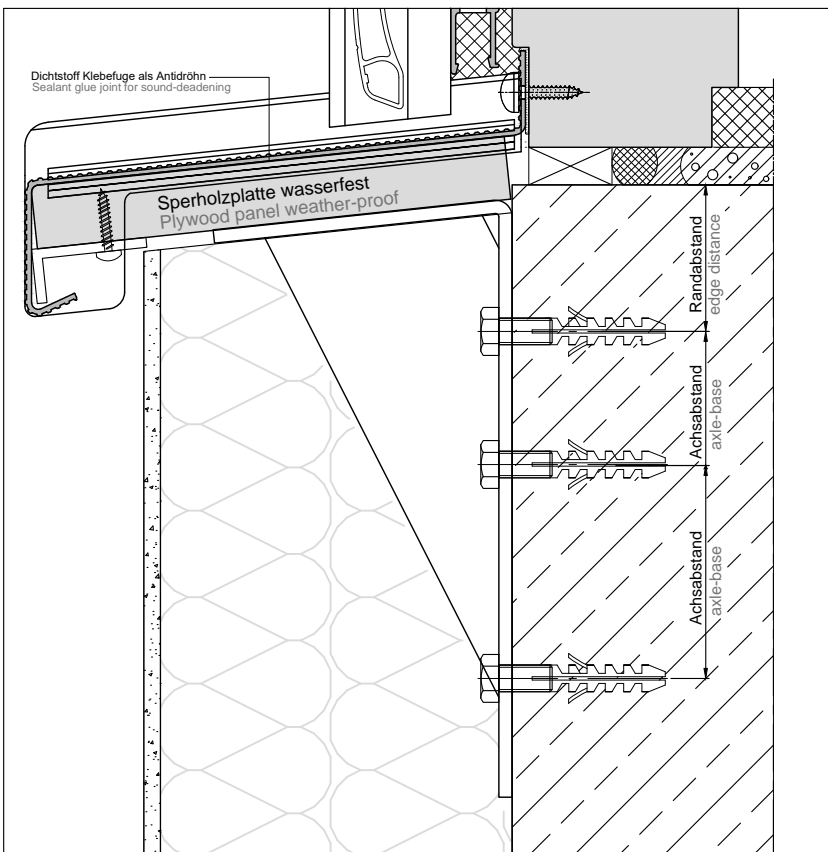 Dichtstoff Klebefuge als Antidröhn
Sealant glue joint for sound-deadening
Sperholzplatte wasserfest
Plywood panel weather-proof
Randabstand
edge distance
Achsabstand
axle-base
Achsabstand
axle-base